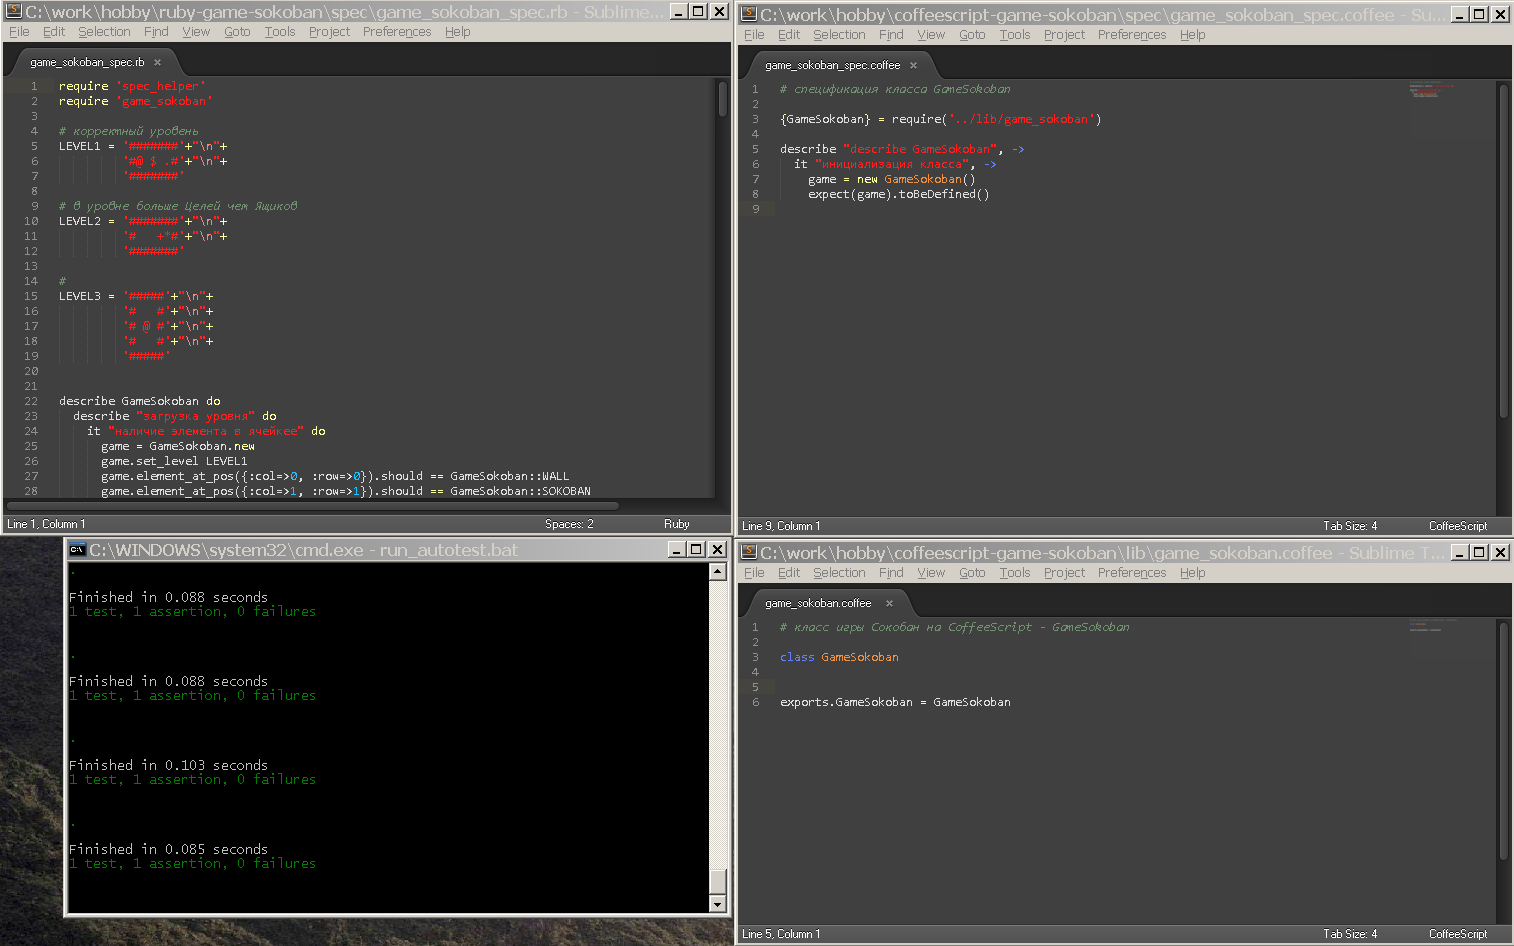 C:\work\hobby\ruby-game-sokoban\spec\game_sokoban_spec.rb - Sublime...
File Edit Selection Find View Goto Tools Project Preferences Help
game_sokoban_spec.rb ×
1 require 'spec_helper'
2 require 'game_sokoban'
3
4 # корректный уровень
5 LEVEL1 = '#######'+"\n"+
6 '#@ $ .#'+"\n"+
7 '#######'
8
9 # в уровне больше Целей чем Ящиков
10 LEVEL2 = '#######'+"\n"+
11 '#   +*#'+"\n"+
12 '#######'
13
14 #
15 LEVEL3 = '#####'+"\n"+
16 '#   #'+"\n"+
17 '# @ #'+"\n"+
18 '#   #'+"\n"+
19 '#####'
20
21
22 describe GameSokoban do
23 describe "загрузка уровня" do
24 it "наличие элемента в ячейкее" do
25 game = GameSokoban.new
26 game.set_level LEVEL1
27 game.element_at_pos({:col=>0, :row=>0}).should == GameSokoban::WALL
28 game.element_at_pos({:col=>1, :row=>1}).should == GameSokoban::SOKOBAN
Line 1, Column 1 Spaces: 2 Ruby
C:\work\hobby\coffeescript-game-sokoban\spec\game_sokoban_spec.coffee - Su...
File Edit Selection Find View Goto Tools Project Preferences Help
game_sokoban_spec.coffee ×
1 # спецификация класса GameSokoban
2
3 {GameSokoban} = require('../lib/game_sokoban')
4
5 describe "describe GameSokoban", ->
6 it "инициализация класса", ->
7 game = new GameSokoban()
8 expect(game).toBeDefined()
9
Line 9, Column 1 Tab Size: 4 CoffeeScript
C:\WINDOWS\system32\cmd.exe - run_autotest.bat
.
Finished in 0.088 seconds
1 test, 1 assertion, 0 failures
.
Finished in 0.088 seconds
1 test, 1 assertion, 0 failures
.
Finished in 0.103 seconds
1 test, 1 assertion, 0 failures
.
Finished in 0.085 seconds
1 test, 1 assertion, 0 failures
C:\work\hobby\coffeescript-game-sokoban\lib\game_sokoban.coffee - Sublime T...
File Edit Selection Find View Goto Tools Project Preferences Help
game_sokoban.coffee ×
1 # класс игры Сокобан на CoffeeScript - GameSokoban
2
3 class GameSokoban
4
5
6 exports.GameSokoban = GameSokoban
Line 5, Column 1 Tab Size: 4 CoffeeScript